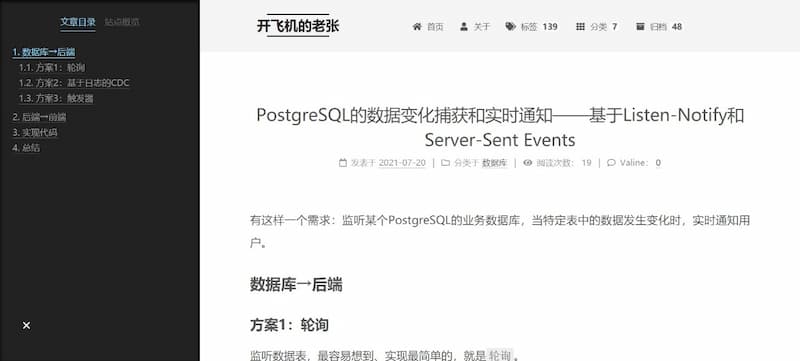 文章目录 站点概览
1. 数据库→后端
1.1. 方案1：轮询
1.2. 方案2：基于日志的CDC
1.3. 方案3：触发器
2. 后端→前端
3. 实现代码
4. 总结
开飞机的老张
首页 关于 标签 139 分类 7 归档 48
PostgreSQL的数据变化捕获和实时通知——基于Listen-Notify和
Server-Sent Events
发表于 2021-07-20 | 分类于 数据库 | 阅读次数： 19 | Valine： 0
有这样一个需求：监听某个PostgreSQL的业务数据库，当特定表中的数据发生变化时，实时通知用
户。
数据库→后端
方案1：轮询
监听数据表，最容易想到、实现最简单的，就是轮询。